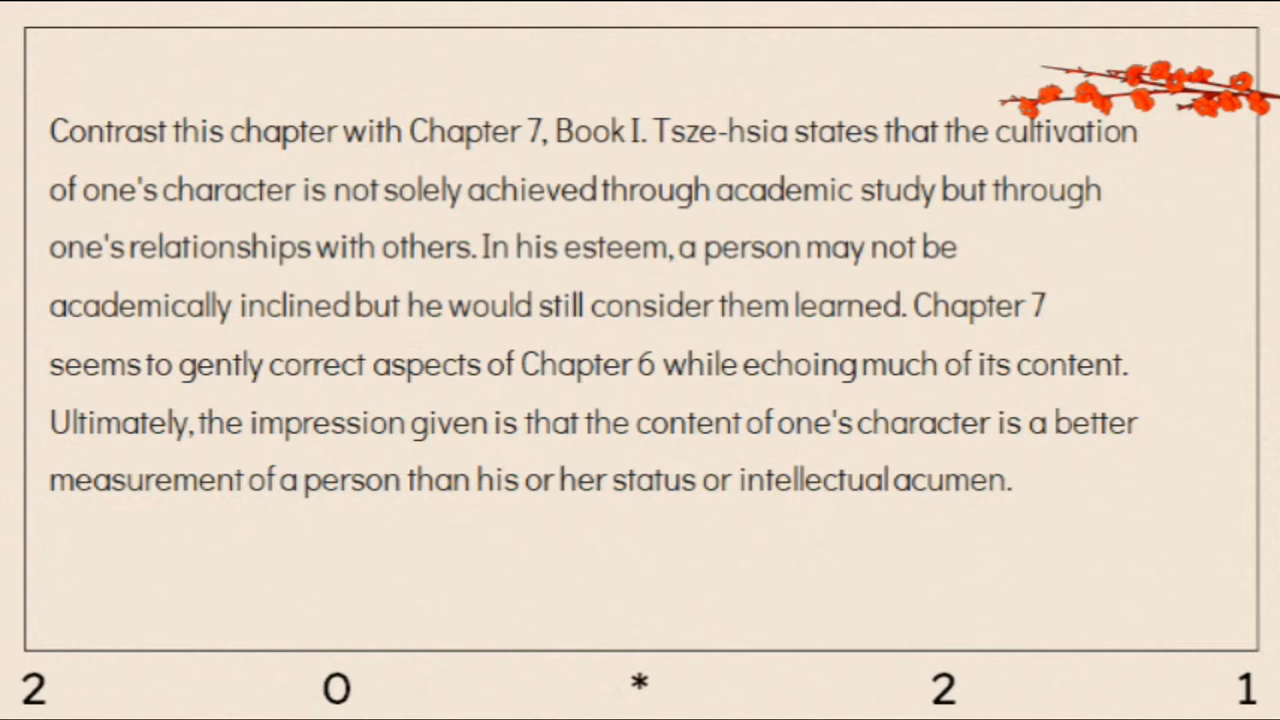 Contrast this chapter with Chapter 7, Book I. Tsze-hsia states that the cultivation
of one's character is not solely achieved through academic study but through
one's relationships with others. In his esteem, a person may not be
academically inclined but he would still consider them learned. Chapter 7
seems to gently correct aspects of Chapter 6 while echoing much of its content.
Ultimately, the impression given is that the content of one's character is a better
measurement of a person than his or her status or intellectual acumen.
2 0 * 2 1